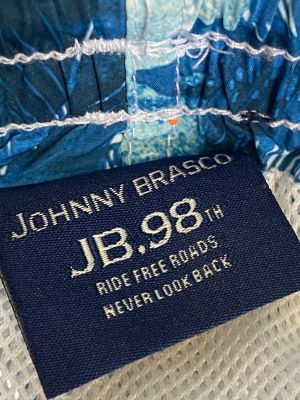 JOHNNY BRASCO
JB.98TH
RIDE FREE ROADS
NEVER LOOK BACK